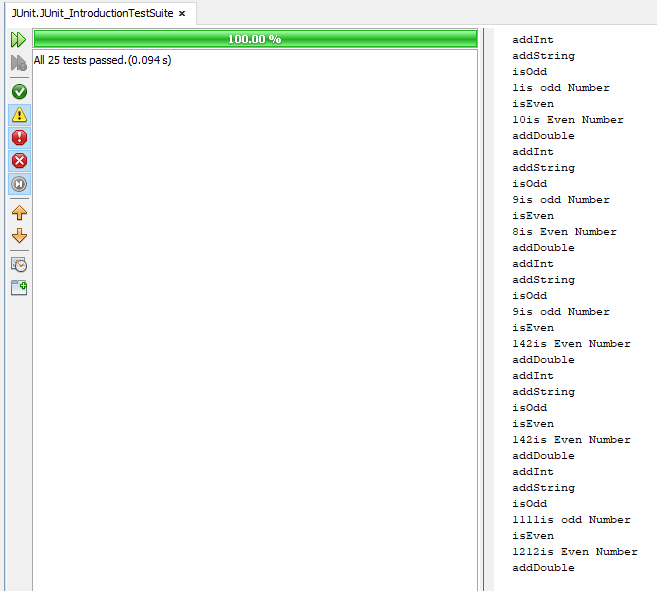 JUnit.JUnit_IntroductionTestSuite ×
100.00 %
All 25 tests passed.(0.094 s)
addInt
addString
isOdd
1is odd Number
isEven
10is Even Number
addDouble
addInt
addString
isOdd
9is odd Number
isEven
8is Even Number
addDouble
addInt
addString
isOdd
9is odd Number
isEven
142is Even Number
addDouble
addInt
addString
isOdd
isEven
142is Even Number
addDouble
addInt
addString
isOdd
1111is odd Number
isEven
1212is Even Number
addDouble